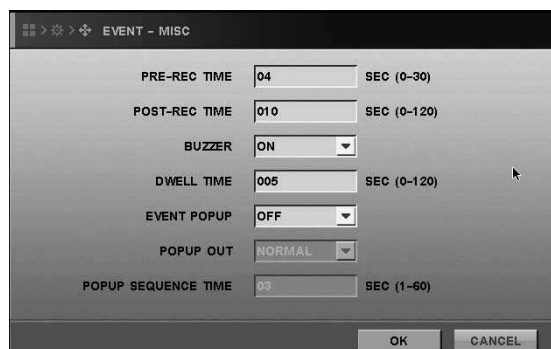 EVENT - MISC
PRE-REC TIME 04 SEC (0-30)
POST-REC TIME 010 SEC (0-120)
BUZZER ON
DWELL TIME 005 SEC (0-120)
EVENT POPUP OFF
POPUP OUT NORMAL
POPUP SEQUENCE TIME 03 SEC (1-60)
OK CANCEL